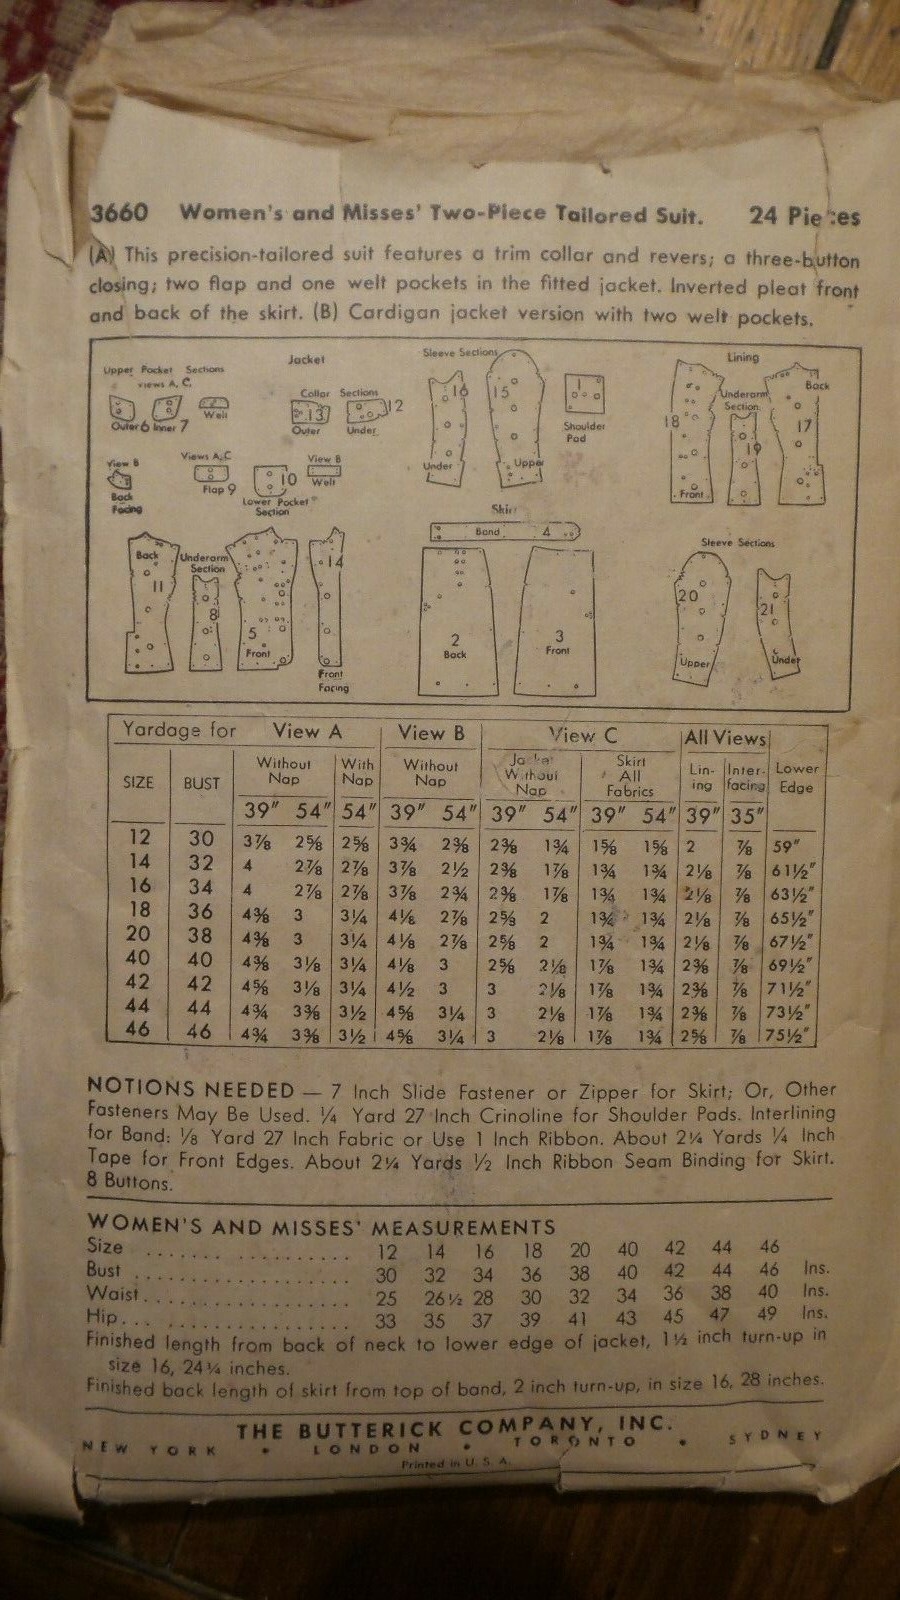 3660 Women's and Misses' Two-Piece Tailored Suit. 24 Pieces
(A) This precision-tailored suit features a trim collar and revers; a three-button
closing; two flap and one welt pockets in the fitted jacket. Inverted pleat front
and back of the skirt. (B) Cardigan jacket version with two welt pockets.
Upper Pocket Sections
views A, C.
Outer 6 Inner 7
Welt
Jacket
Collar Sections
13 12
Outer Under
Sleeve Sections
16 15
Under Upper
1
Shoulder
Pad
Lining
Underarm
Section
Back
18 19 17
Front
View B
Back
Facing
Views A,C
Flap 9
10
Lower Pocket
Section
View B
Welt
Skirt
Band 4
Back
11
Underarm
Section
8
5
Front
14
Front
Facing
2
Back
3
Front
Sleeve Sections
20 21
Upper Under
Yardage for View A View B View C All Views
SIZE BUST Without Nap With Nap Without Nap Jacket Without Nap Skirt All Fabrics Lin-ing Inter-facing Lower Edge
39" 54" 54" 39" 54" 39" 54" 39" 54" 39" 35"
12 30 3⅞ 2⅝ 2⅝ 3¾ 2⅜ 2⅜ 1¾ 1⅝ 1⅝ 2 ⅞ 59"
14 32 4 2⅞ 2⅞ 3⅞ 2½ 2⅜ 1⅞ 1¾ 1¾ 2⅛ ⅞ 61½"
16 34 4 2⅞ 2⅞ 3⅞ 2¾ 2⅜ 1⅞ 1¾ 1¾ 2⅛ ⅞ 63½"
18 36 4⅜ 3 3¼ 4⅛ 2⅞ 2⅝ 2 1¾ 1¾ 2⅛ ⅞ 65½"
20 38 4⅜ 3 3¼ 4⅛ 2⅞ 2⅝ 2 1¾ 1¾ 2⅛ ⅞ 67½"
40 40 4⅜ 3⅛ 3¼ 4⅛ 3 2⅝ 2⅛ 1⅞ 1¾ 2⅜ ⅞ 69½"
42 42 4⅝ 3⅛ 3¼ 4½ 3 3 2⅛ 1⅞ 1¾ 2⅜ ⅞ 71½"
44 44 4¾ 3⅜ 3½ 4⅝ 3¼ 3 2⅛ 1⅞ 1¾ 2⅜ ⅞ 73½"
46 46 4¾ 3⅜ 3½ 4⅝ 3¼ 3 2⅛ 1⅞ 1¾ 2⅝ ⅞ 75½"
NOTIONS NEEDED — 7 Inch Slide Fastener or Zipper for Skirt; Or, Other
Fasteners May Be Used. ¼ Yard 27 Inch Crinoline for Shoulder Pads. Interlining
for Band: ⅛ Yard 27 Inch Fabric or Use 1 Inch Ribbon. About 2¼ Yards ¼ Inch
Tape for Front Edges. About 2¼ Yards ½ Inch Ribbon Seam Binding for Skirt.
8 Buttons.
WOMEN'S AND MISSES' MEASUREMENTS
Size .................. 12 14 16 18 20 40 42 44 46
Bust .................. 30 32 34 36 38 40 42 44 46 Ins.
Waist .................. 25 26½ 28 30 32 34 36 38 40 Ins.
Hip... .................. 33 35 37 39 41 43 45 47 49 Ins.
Finished length from back of neck to lower edge of jacket, 1½ inch turn-up in
size 16, 24¼ inches.
Finished back length of skirt from top of band, 2 inch turn-up, in size 16, 28 inches.
THE BUTTERICK COMPANY, INC.
NEW YORK • LONDON • TORONTO • SYDNEY
Printed in U. S. A.